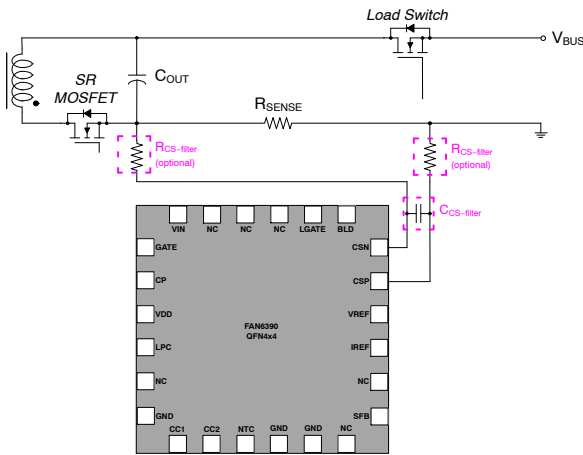 Load Switch
VBUS
SR
MOSFET
COUT
RSENSE
RCS-filter
(optional)
RCS-filter
(optional)
CCS-filter
VIN NC NC NC LGATE BLD
GATE CSN
CP CSP
VDD VREF
FAN6390
QFN4x4
LPC IREF
NC NC
GND SFB
CC1 CC2 NTC GND GND NC